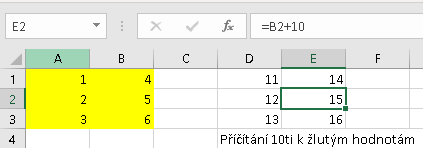 E2 fx =B2+10
A B C D E F
1 1 4 11 14
2 2 5 12 15
3 3 6 13 16
4 Příčítání 10ti k žlutým hodnotám